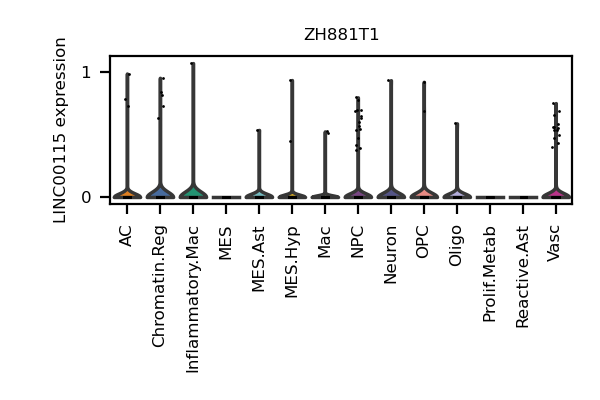 ZH881T1
LINC00115 expression
1
0
AC
Chromatin.Reg
Inflammatory.Mac
MES
MES.Ast
MES.Hyp
Mac
NPC
Neuron
OPC
Oligo
Prolif.Metab
Reactive.Ast
Vasc